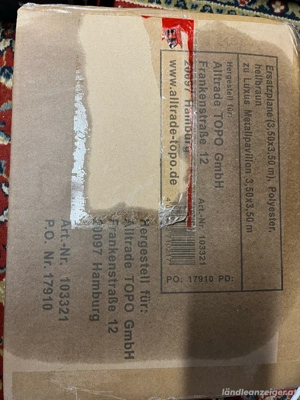 Ersatzplane (3,50x3,50 m), Polyester,
hellbraun
zu Luxus Metallpavillon 3,50x3,50 m
Hergestellt für:
Alltrade TOPO GmbH
Frankenstraße 12
20097 Hamburg
www.alltrade-topo.de
Art.-Nr. 103321
PO: 17910 PD:
Hergestellt für:
Alltrade TOPO GmbH
Frankenstraße 12
20097 Hamburg
Art.-Nr. 103321
P.O. Nr. 17910
ländleanzeiger.at